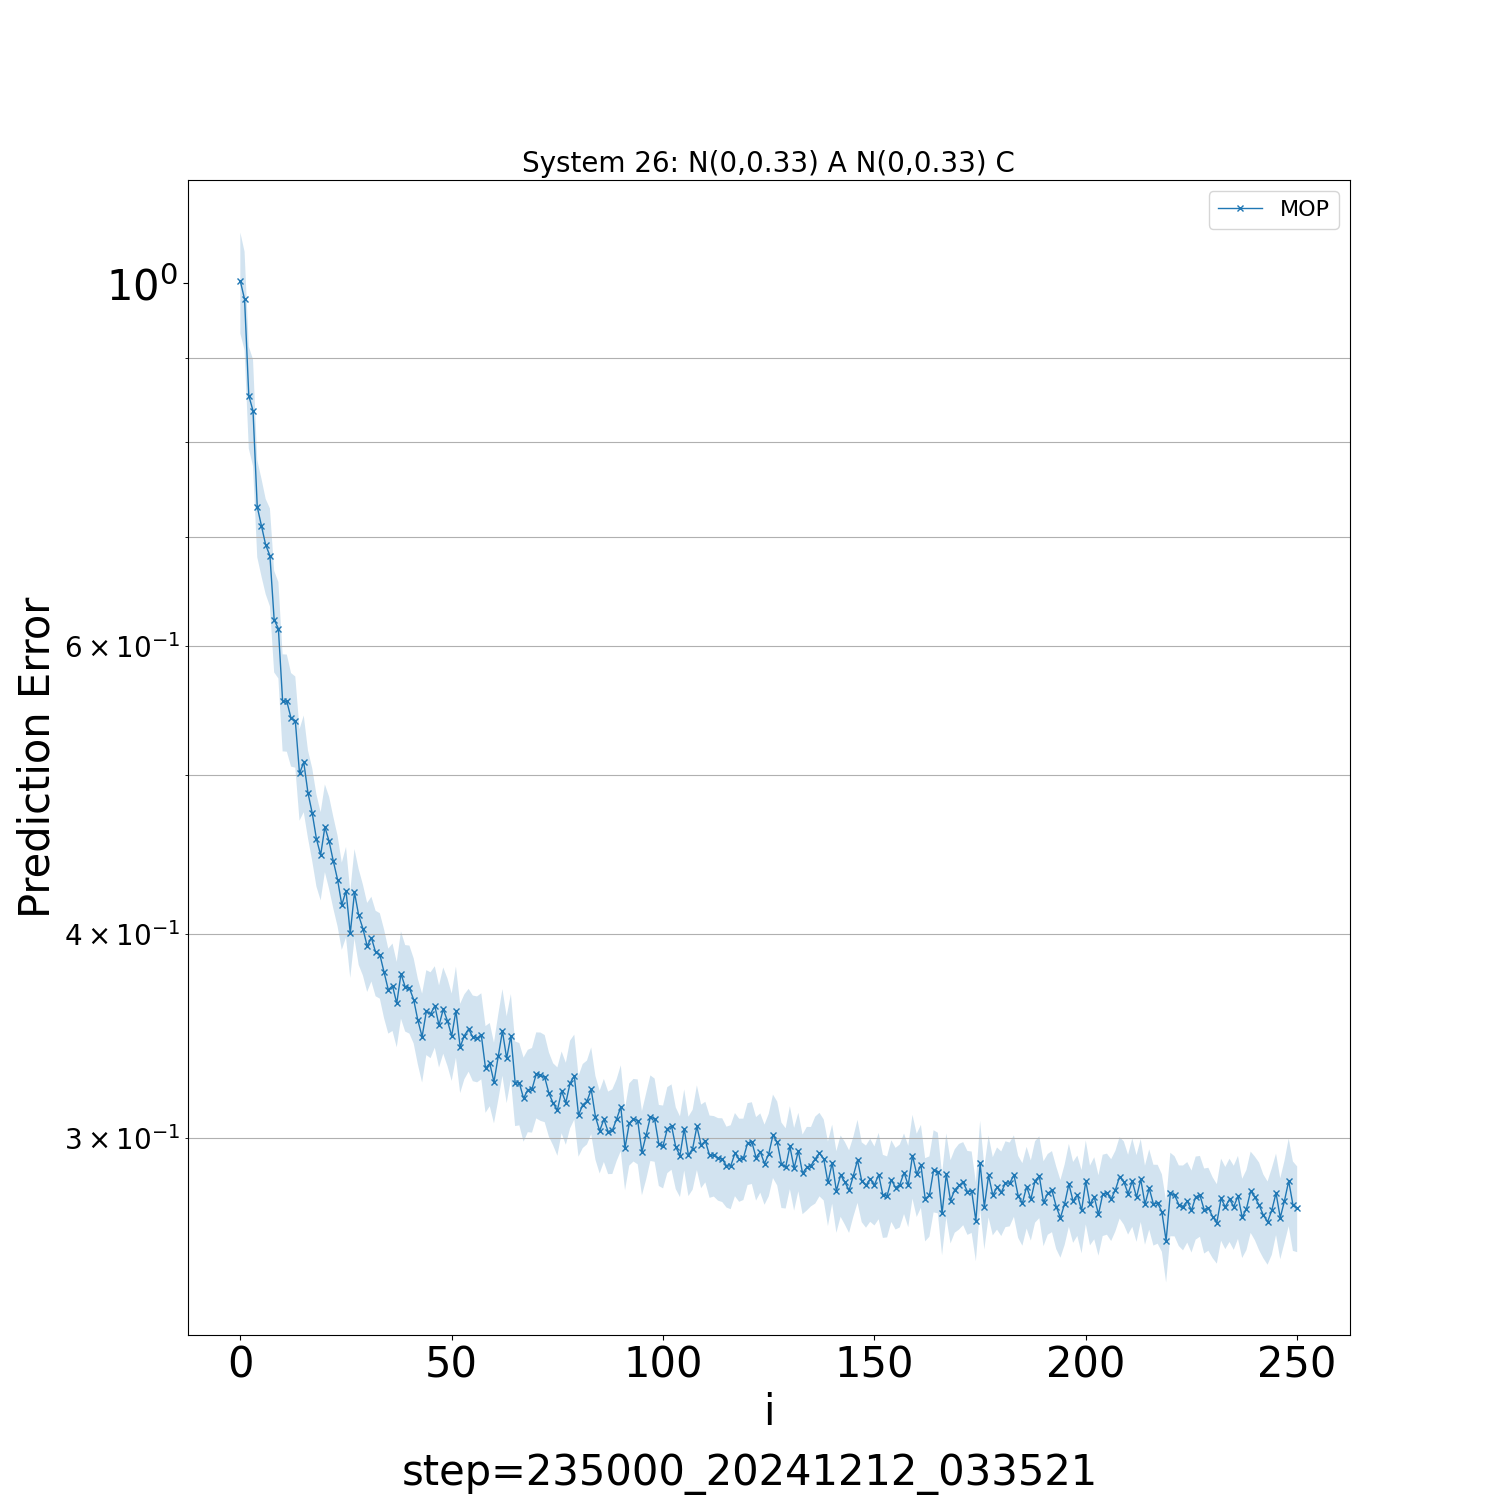 System 26: N(0,0.33) A N(0,0.33) C
MOP
10⁰
6 × 10⁻¹
4 × 10⁻¹
3 × 10⁻¹
Prediction Error
0 50 100 150 200 250
i
step=235000_20241212_033521